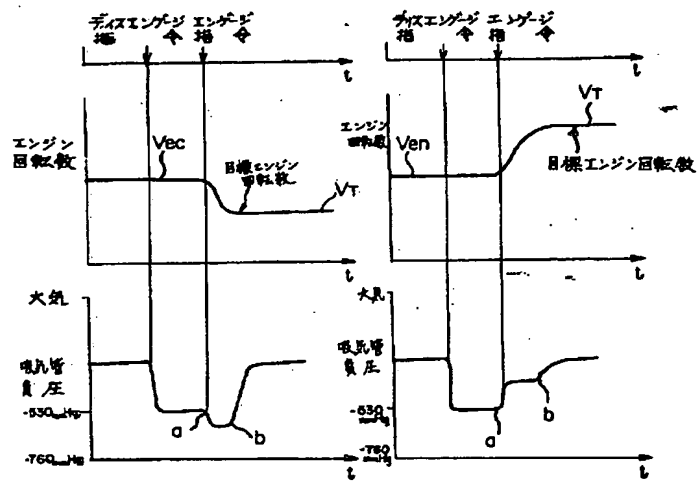 ディスエンゲージ エンゲージ
指 令 指 令
t
エンジン
回転数
Vec
目標エンジン
回転数
VT
t
大気
吸気管
負圧
-530mmHg
-760mmHg
a
b
t
ディスエンゲージ エンゲージ
指 令 指 令
t
エンジン
回転数
Ven
VT
目標エンジン回転数
t
大気
吸気管
負圧
-530
mmHg
-760
mmHg
a
b
t